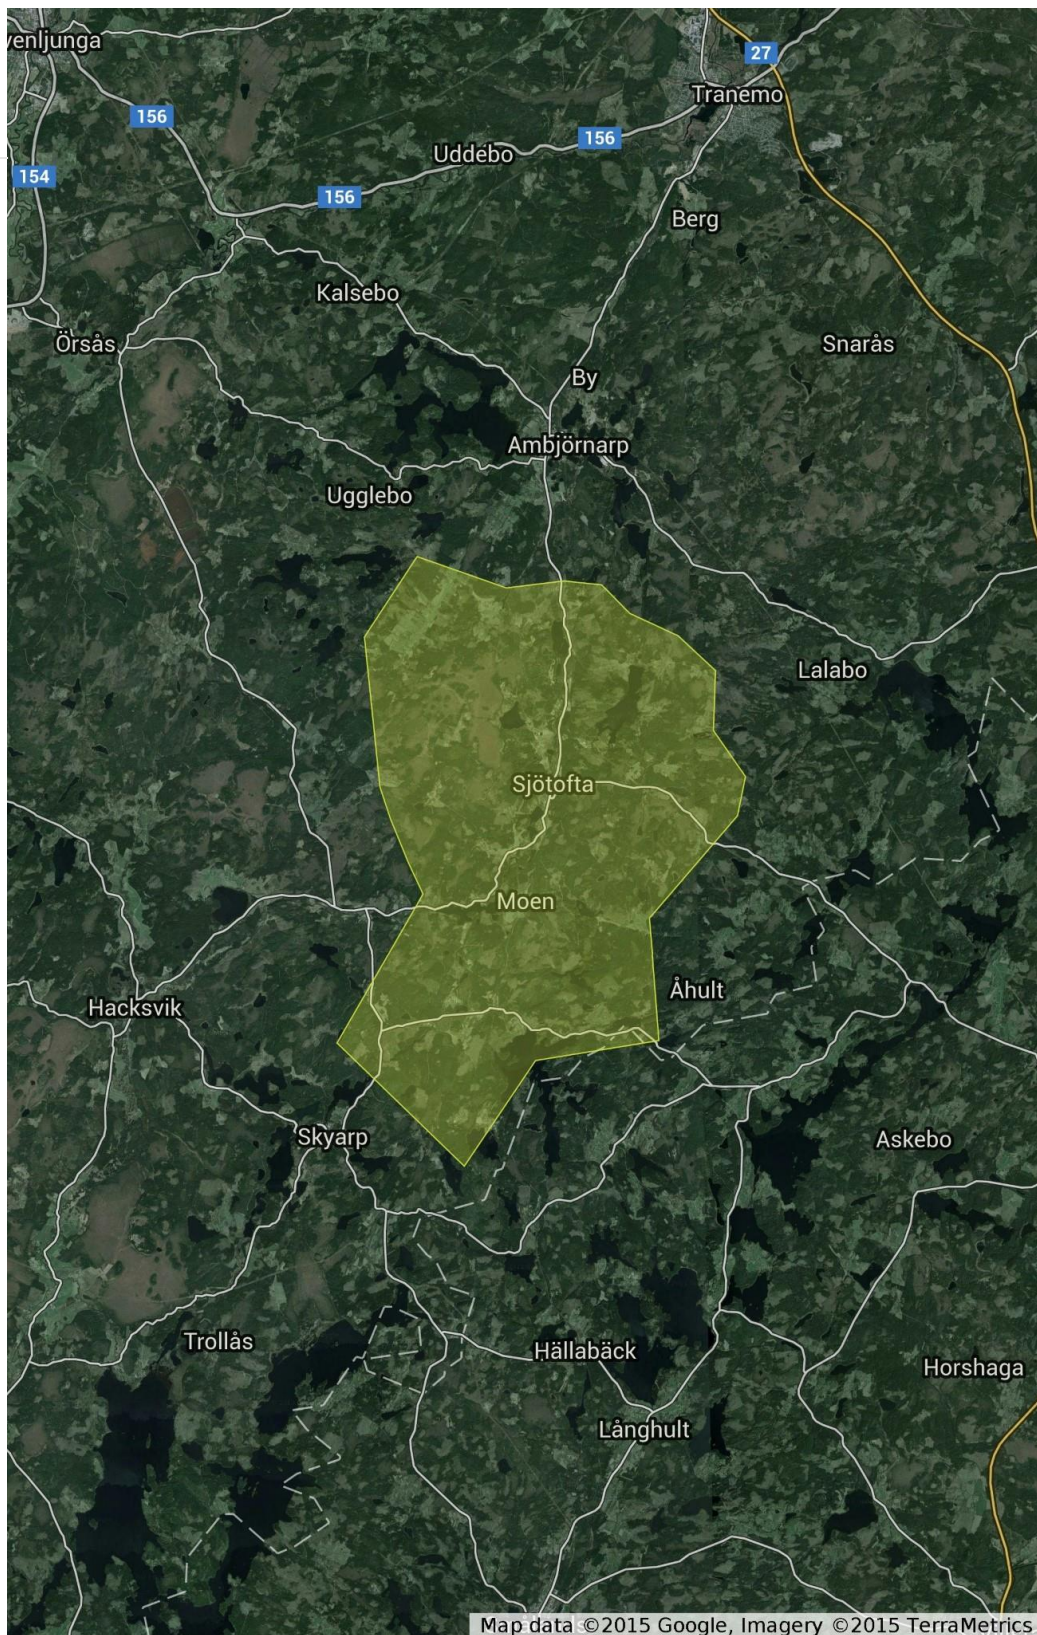 venljunga
27
Tranemo
156
156
Uddebo
154
156
Berg
Kalsebo
Örsås
Snarås
By
Ambjörnarp
Ugglebo
Lalabo
Sjötofta
Moen
Åhult
Hacksvik
Skyarp
Askebo
Trollås
Hällabäck
Horshaga
Långhult
Map data ©2015 Google, Imagery ©2015 TerraMetrics